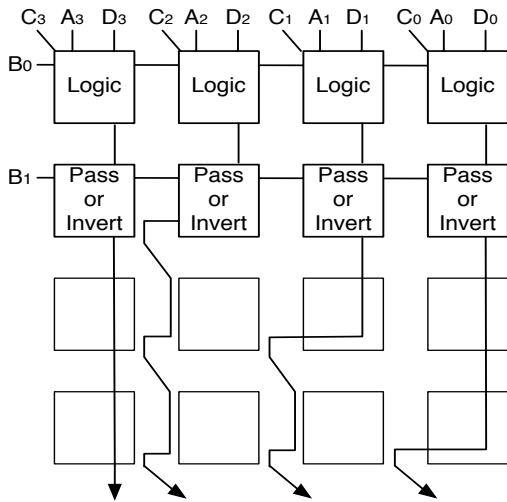 C₃ A₃ D₃ C₂ A₂ D₂ C₁ A₁ D₁ C₀ A₀ D₀
B₀ Logic Logic Logic Logic
B₁ Pass or Invert Pass or Invert Pass or Invert Pass or Invert